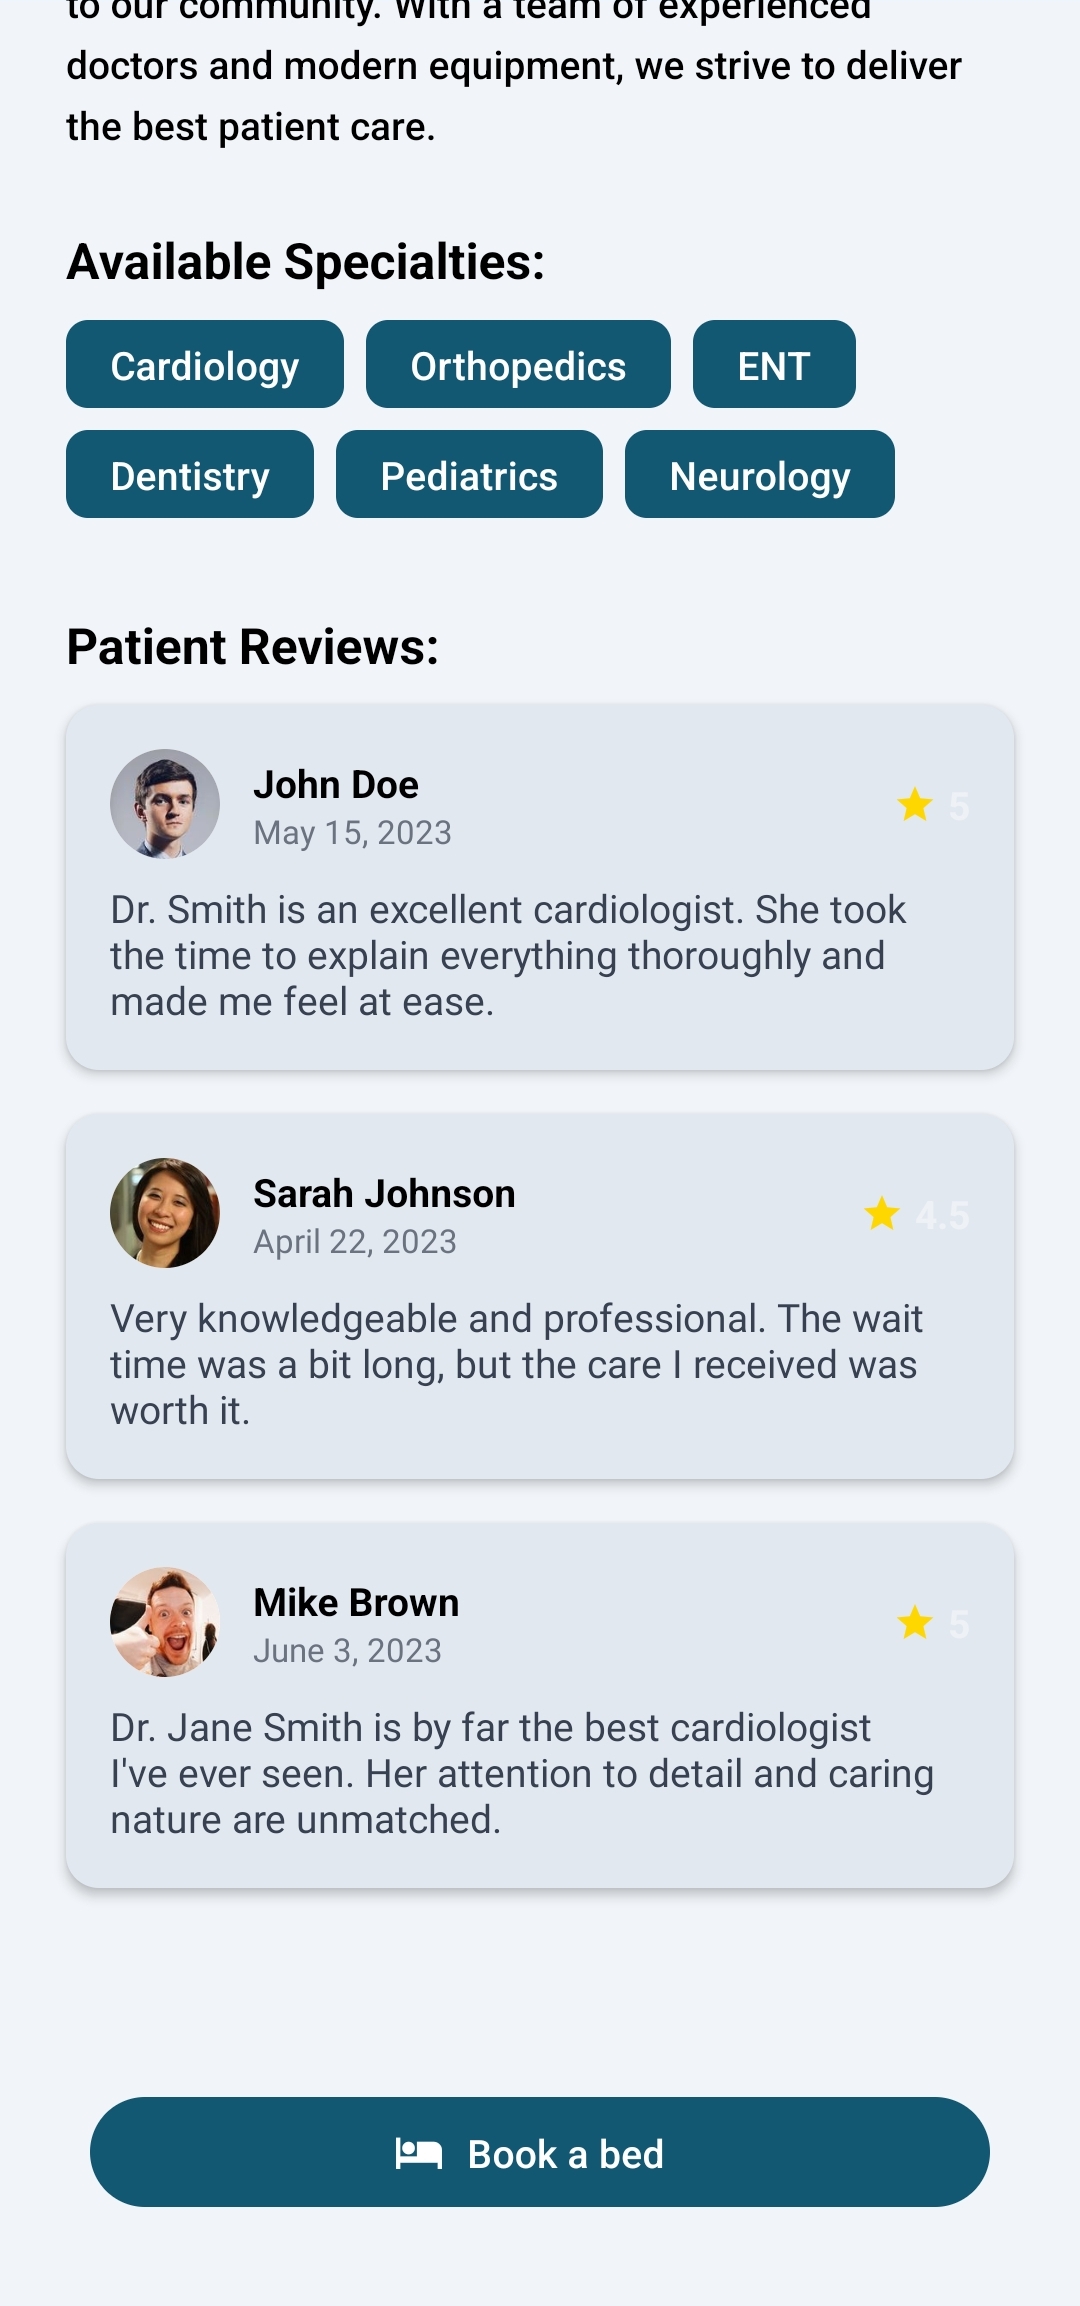 to our community. With a team of experienced
doctors and modern equipment, we strive to deliver
the best patient care.
Available Specialties:
Cardiology Orthopedics ENT
Dentistry Pediatrics Neurology
Patient Reviews:
John Doe
May 15, 2023
5
Dr. Smith is an excellent cardiologist. She took
the time to explain everything thoroughly and
made me feel at ease.
Sarah Johnson
April 22, 2023
4.5
Very knowledgeable and professional. The wait
time was a bit long, but the care I received was
worth it.
Mike Brown
June 3, 2023
5
Dr. Jane Smith is by far the best cardiologist
I've ever seen. Her attention to detail and caring
nature are unmatched.
Book a bed